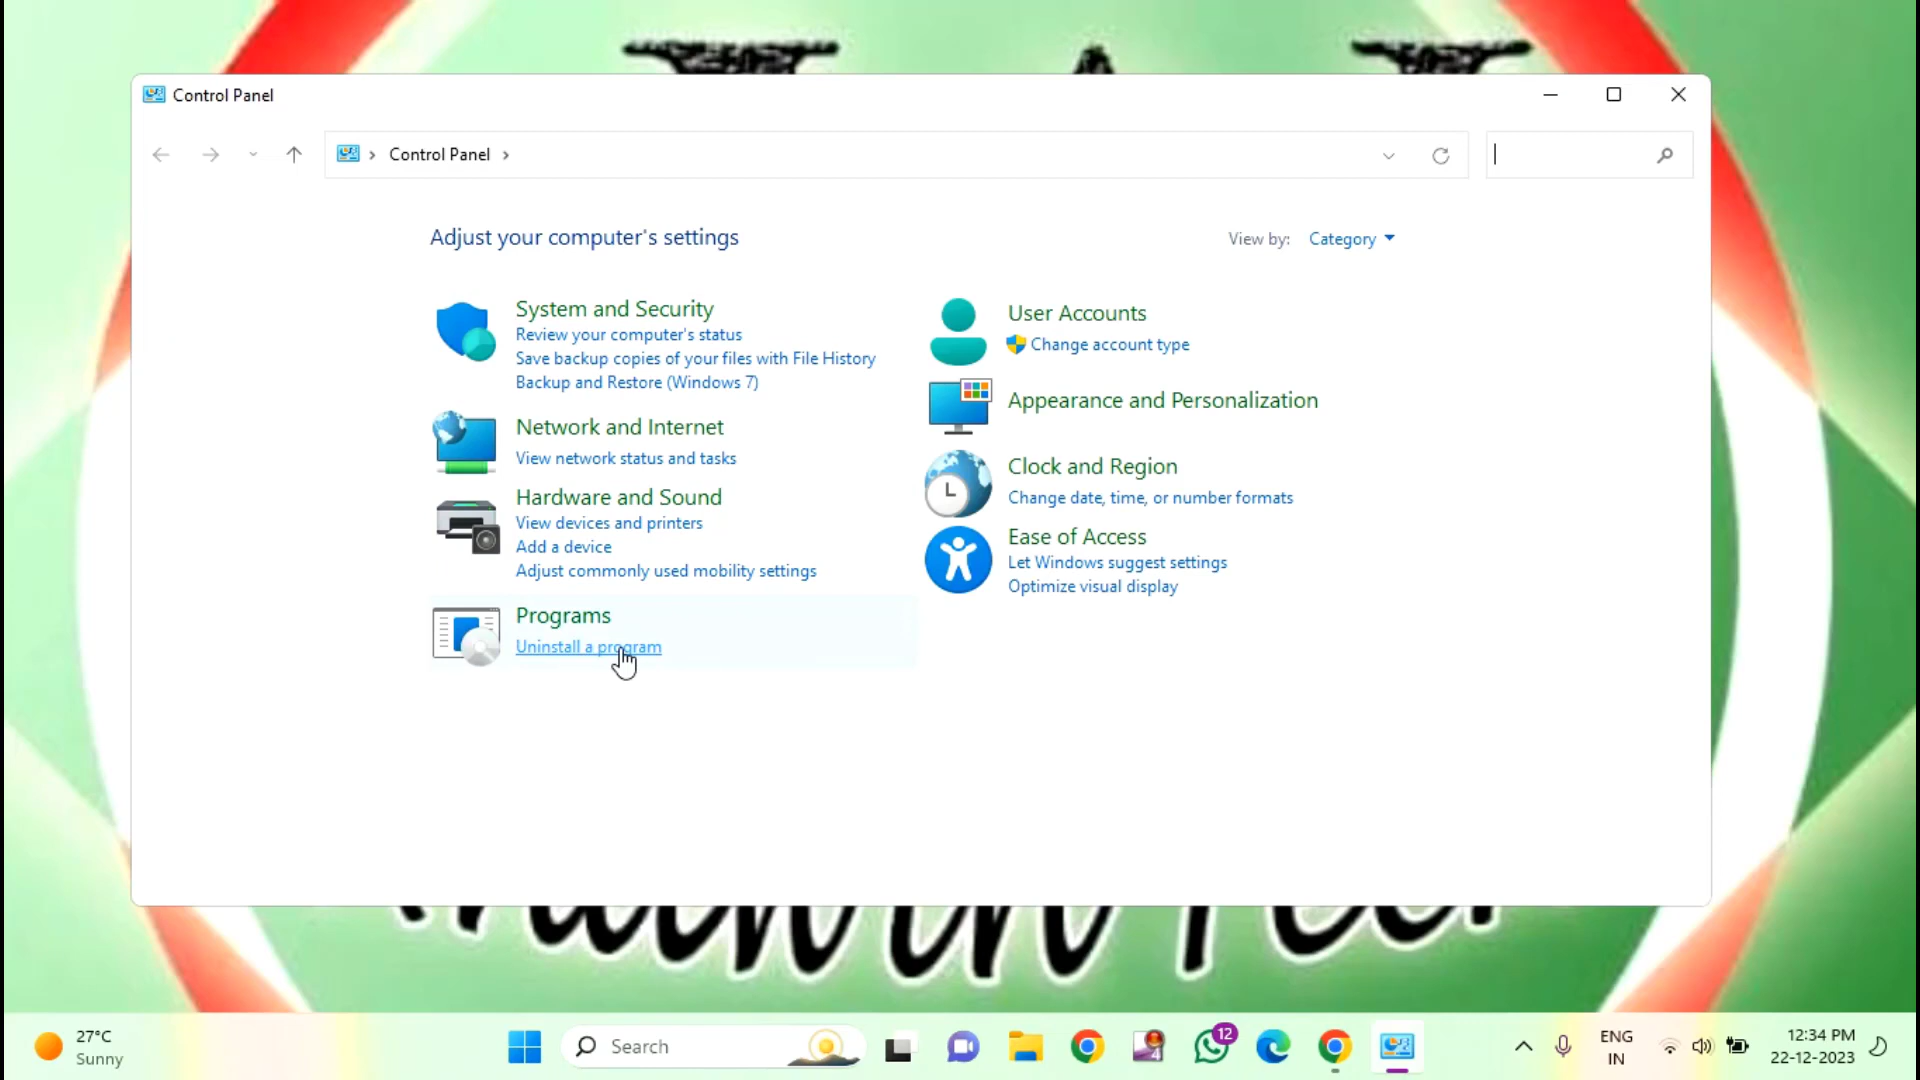 Control Panel
Control Panel
Adjust your computer's settings
View by: Category
System and Security
Review your computer's status
Save backup copies of your files with File History
Backup and Restore (Windows 7)
Network and Internet
View network status and tasks
Hardware and Sound
View devices and printers
Add a device
Adjust commonly used mobility settings
Programs
Uninstall a program
User Accounts
Change account type
Appearance and Personalization
Clock and Region
Change date, time, or number formats
Ease of Access
Let Windows suggest settings
Optimize visual display
27°C
Sunny
Search
4
12
ENG
IN
12:34 PM
22-12-2023